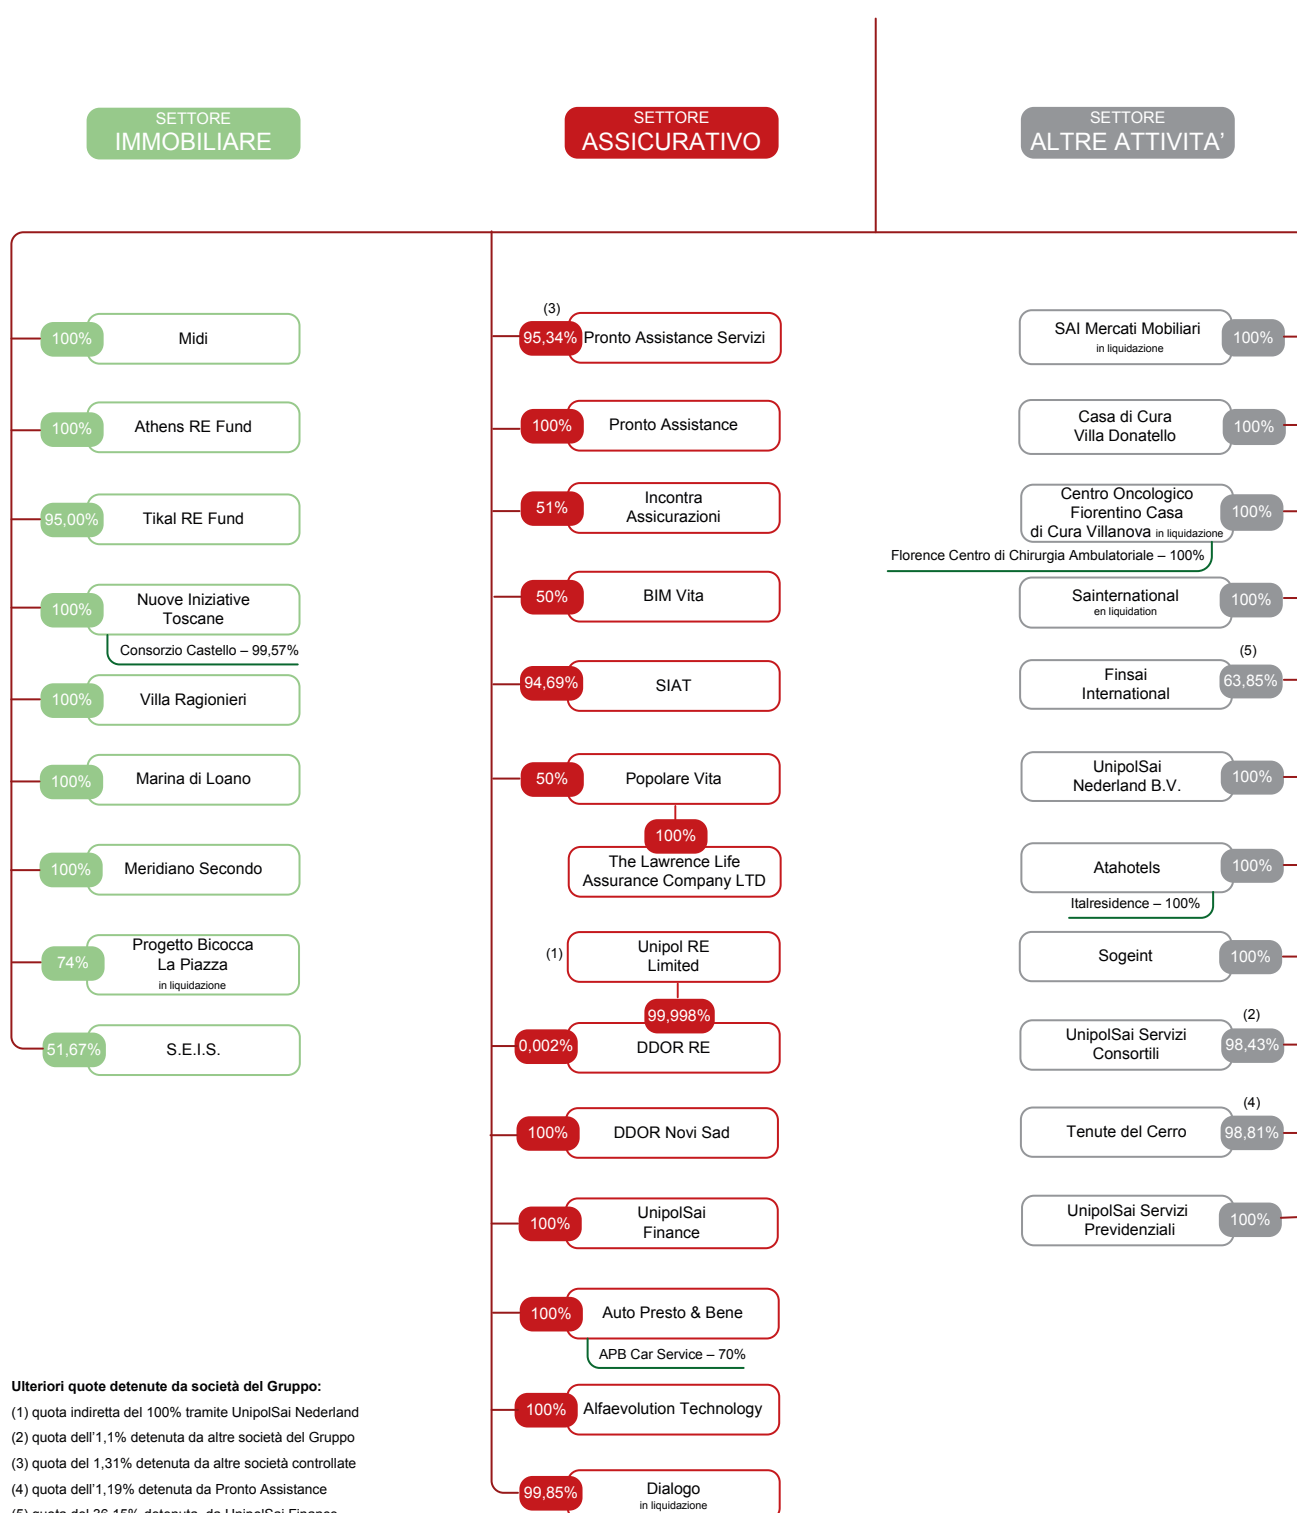 SETTORE
IMMOBILIARE
100%
Midi
100%
Athens RE Fund
95,00%
Tikal RE Fund
100%
Nuove Iniziative
Toscane
Consorzio Castello – 99,57%
100%
Villa Ragionieri
100%
Marina di Loano
100%
Meridiano Secondo
74%
Progetto Bicocca
La Piazza
in liquidazione
51,67%
S.E.I.S.
SETTORE
ASSICURATIVO
(3)
95,34%
Pronto Assistance Servizi
100%
Pronto Assistance
51%
Incontra
Assicurazioni
50%
BIM Vita
94,69%
SIAT
50%
Popolare Vita
100%
The Lawrence Life
Assurance Company LTD
(1)
Unipol RE
Limited
99,998%
0,002%
DDOR RE
100%
DDOR Novi Sad
100%
UnipolSai
Finance
100%
Auto Presto & Bene
APB Car Service – 70%
100%
Alfaevolution Technology
99,85%
Dialogo
in liquidazione
SETTORE
ALTRE ATTIVITA’
SAI Mercati Mobiliari
in liquidazione
100%
Casa di Cura
Villa Donatello
100%
Centro Oncologico
Fiorentino Casa
di Cura Villanova in liquidazione
100%
Florence Centro di Chirurgia Ambulatoriale – 100%
Sainternational
en liquidation
100%
(5)
Finsai
International
63,85%
UnipolSai
Nederland B.V.
100%
Atahotels
100%
Italresidence – 100%
Sogeint
100%
(2)
UnipolSai Servizi
Consortili
98,43%
(4)
Tenute del Cerro
98,81%
UnipolSai Servizi
Previdenziali
100%
Ulteriori quote detenute da società del Gruppo:
(1) quota indiretta del 100% tramite UnipolSai Nederland
(2) quota dell’1,1% detenuta da altre società del Gruppo
(3) quota del 1,31% detenuta da altre società controllate
(4) quota dell’1,19% detenuta da Pronto Assistance
(5) quota del 36,15% detenuta da UnipolSai Finance